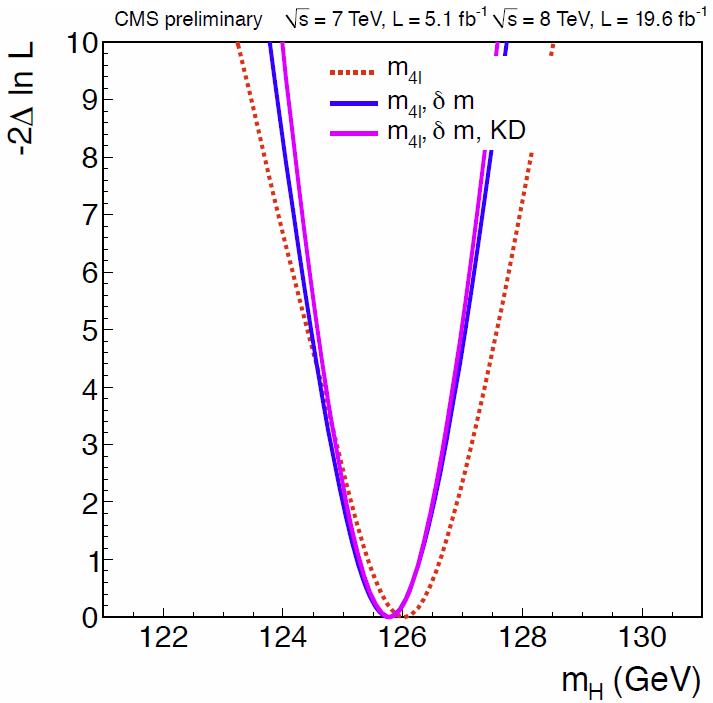 CMS preliminary √s = 7 TeV, L = 5.1 fb⁻¹ √s = 8 TeV, L = 19.6 fb⁻¹
-2Δ ln L
10
9
8
7
6
5
4
3
2
1
0
m₄ₗ
m₄ₗ, δ m
m₄ₗ, δ m, KD
122 124 126 128 130
m_H (GeV)